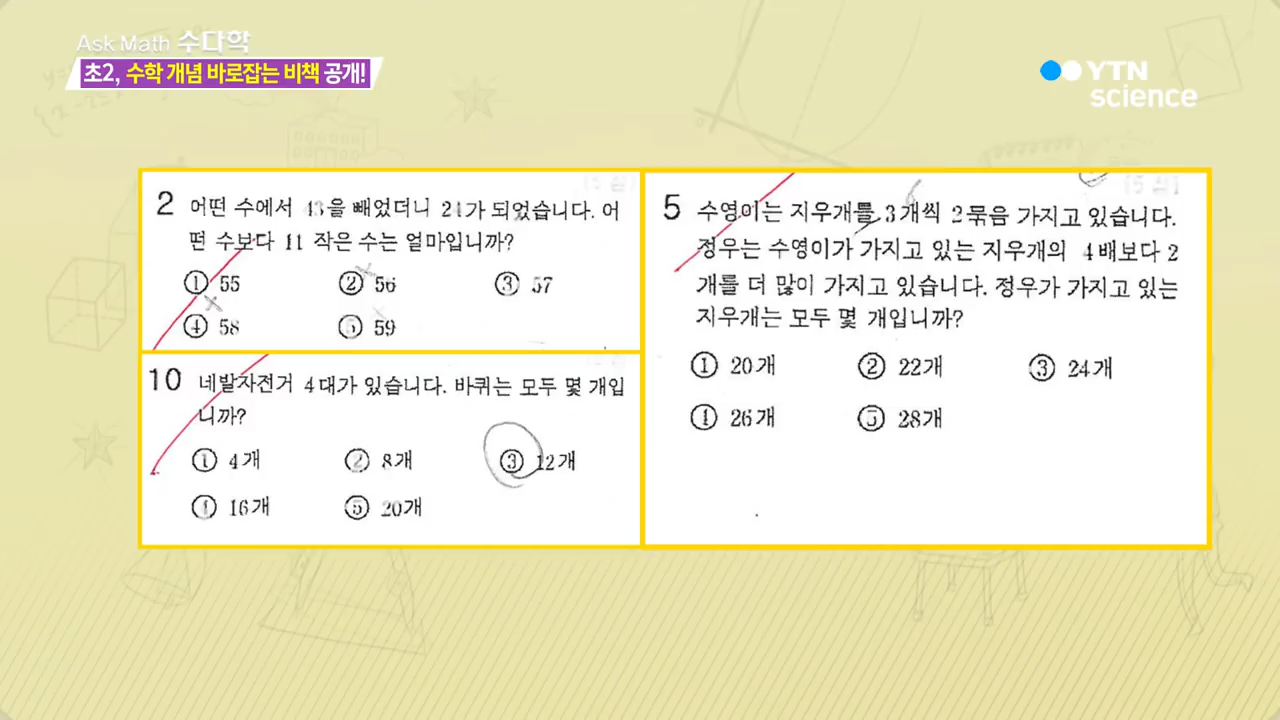 Ask Math 수다학
초2, 수학 개념 바로잡는 비책 공개!
YTN
science
2 어떤 수에서 43을 빼었더니 24가 되었습니다. 어
떤 수보다 11 작은 수는 얼마입니까?
① 55 ② 56 ③ 57
④ 58 ⑤ 59
10 네발자전거 4대가 있습니다. 바퀴는 모두 몇 개입
니까?
① 4개 ② 8개 ③ 12개
④ 16개 ⑤ 20개
6
5 수영이는 지우개를 3개씩 2묶음 가지고 있습니다.
정우는 수영이가 가지고 있는 지우개의 4배보다 2
개를 더 많이 가지고 있습니다. 정우가 가지고 있는
지우개는 모두 몇 개입니까?
① 20개 ② 22개 ③ 24개
④ 26개 ⑤ 28개